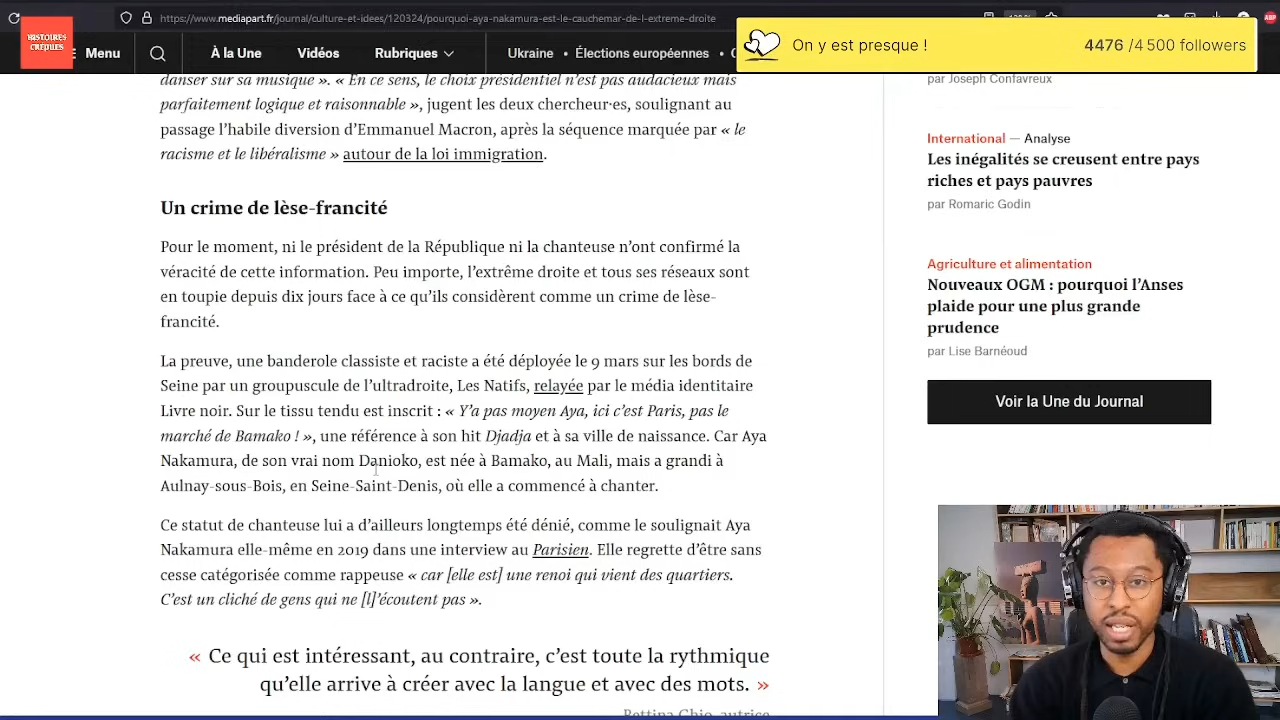 https://www.mediapart.fr/journal/culture-et-idees/120324/pourquoi-aya-nakamura-est-le-cauchemar-de-l-extreme-droite
HISTOIRES
CRÉPUES
Menu
À la Une
Vidéos
Rubriques
Ukraine • Élections européennes •
On y est presque !
4476 /4 500 followers
danser sur sa musique ». « En ce sens, le choix présidentiel n'est pas audacieux mais
parfaitement logique et raisonnable », jugent les deux chercheur·es, soulignant au
passage l'habile diversion d'Emmanuel Macron, après la séquence marquée par « le
racisme et le libéralisme » autour de la loi immigration.
Un crime de lèse-francité
Pour le moment, ni le président de la République ni la chanteuse n'ont confirmé la
véracité de cette information. Peu importe, l'extrême droite et tous ses réseaux sont
en toupie depuis dix jours face à ce qu'ils considèrent comme un crime de lèse-
francité.
La preuve, une banderole classiste et raciste a été déployée le 9 mars sur les bords de
Seine par un groupuscule de l'ultradroite, Les Natifs, relayée par le média identitaire
Livre noir. Sur le tissu tendu est inscrit : « Y'a pas moyen Aya, ici c'est Paris, pas le
marché de Bamako ! », une référence à son hit Djadja et à sa ville de naissance. Car Aya
Nakamura, de son vrai nom Danioko, est née à Bamako, au Mali, mais a grandi à
Aulnay-sous-Bois, en Seine-Saint-Denis, où elle a commencé à chanter.
Ce statut de chanteuse lui a d'ailleurs longtemps été dénié, comme le soulignait Aya
Nakamura elle-même en 2019 dans une interview au Parisien. Elle regrette d'être sans
cesse catégorisée comme rappeuse « car [elle est] une renoi qui vient des quartiers.
C'est un cliché de gens qui ne [l]'écoutent pas ».
« Ce qui est intéressant, au contraire, c'est toute la rythmique
qu'elle arrive à créer avec la langue et avec des mots. »
Bettina Ghio, autrice
par Joseph Confavreux
International — Analyse
Les inégalités se creusent entre pays
riches et pays pauvres
par Romaric Godin
Agriculture et alimentation
Nouveaux OGM : pourquoi l'Anses
plaide pour une plus grande
prudence
par Lise Barnéoud
Voir la Une du Journal